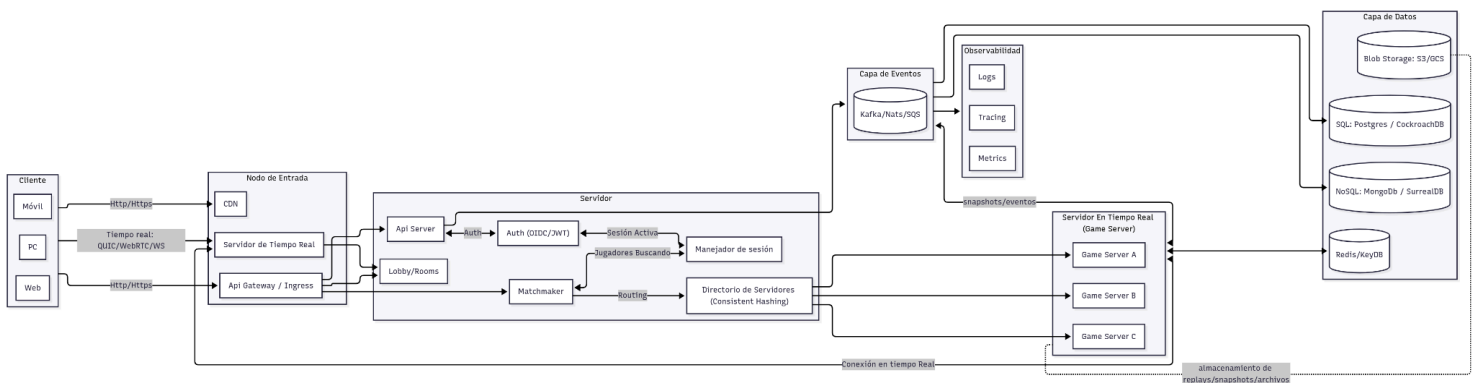 Cliente
Móvil
PC
Web
Http/Https
Tiempo real:
QUIC/WebRTC/WS
Http/Https
Nodo de Entrada
CDN
Servidor de Tiempo Real
Api Gateway / Ingress
Servidor
Api Server
Auth
Auth (OIDC/JWT)
Sesión Activa
Manejador de sesión
Jugadores Buscando
Lobby/Rooms
Matchmaker
Routing
Directorio de Servidores
(Consistent Hashing)
Capa de Eventos
Kafka/Nats/SQS
Observabilidad
Logs
Tracing
Metrics
snapshots/eventos
Servidor En Tiempo Real
(Game Server)
Game Server A
Game Server B
Game Server C
Conexión en tiempo Real
Capa de Datos
Blob Storage: S3/GCS
SQL: Postgres / CockroachDB
NoSQL: MongoDb / SurrealDB
Redis/KeyDB
almacenamiento de
replays/snapshots/archivos